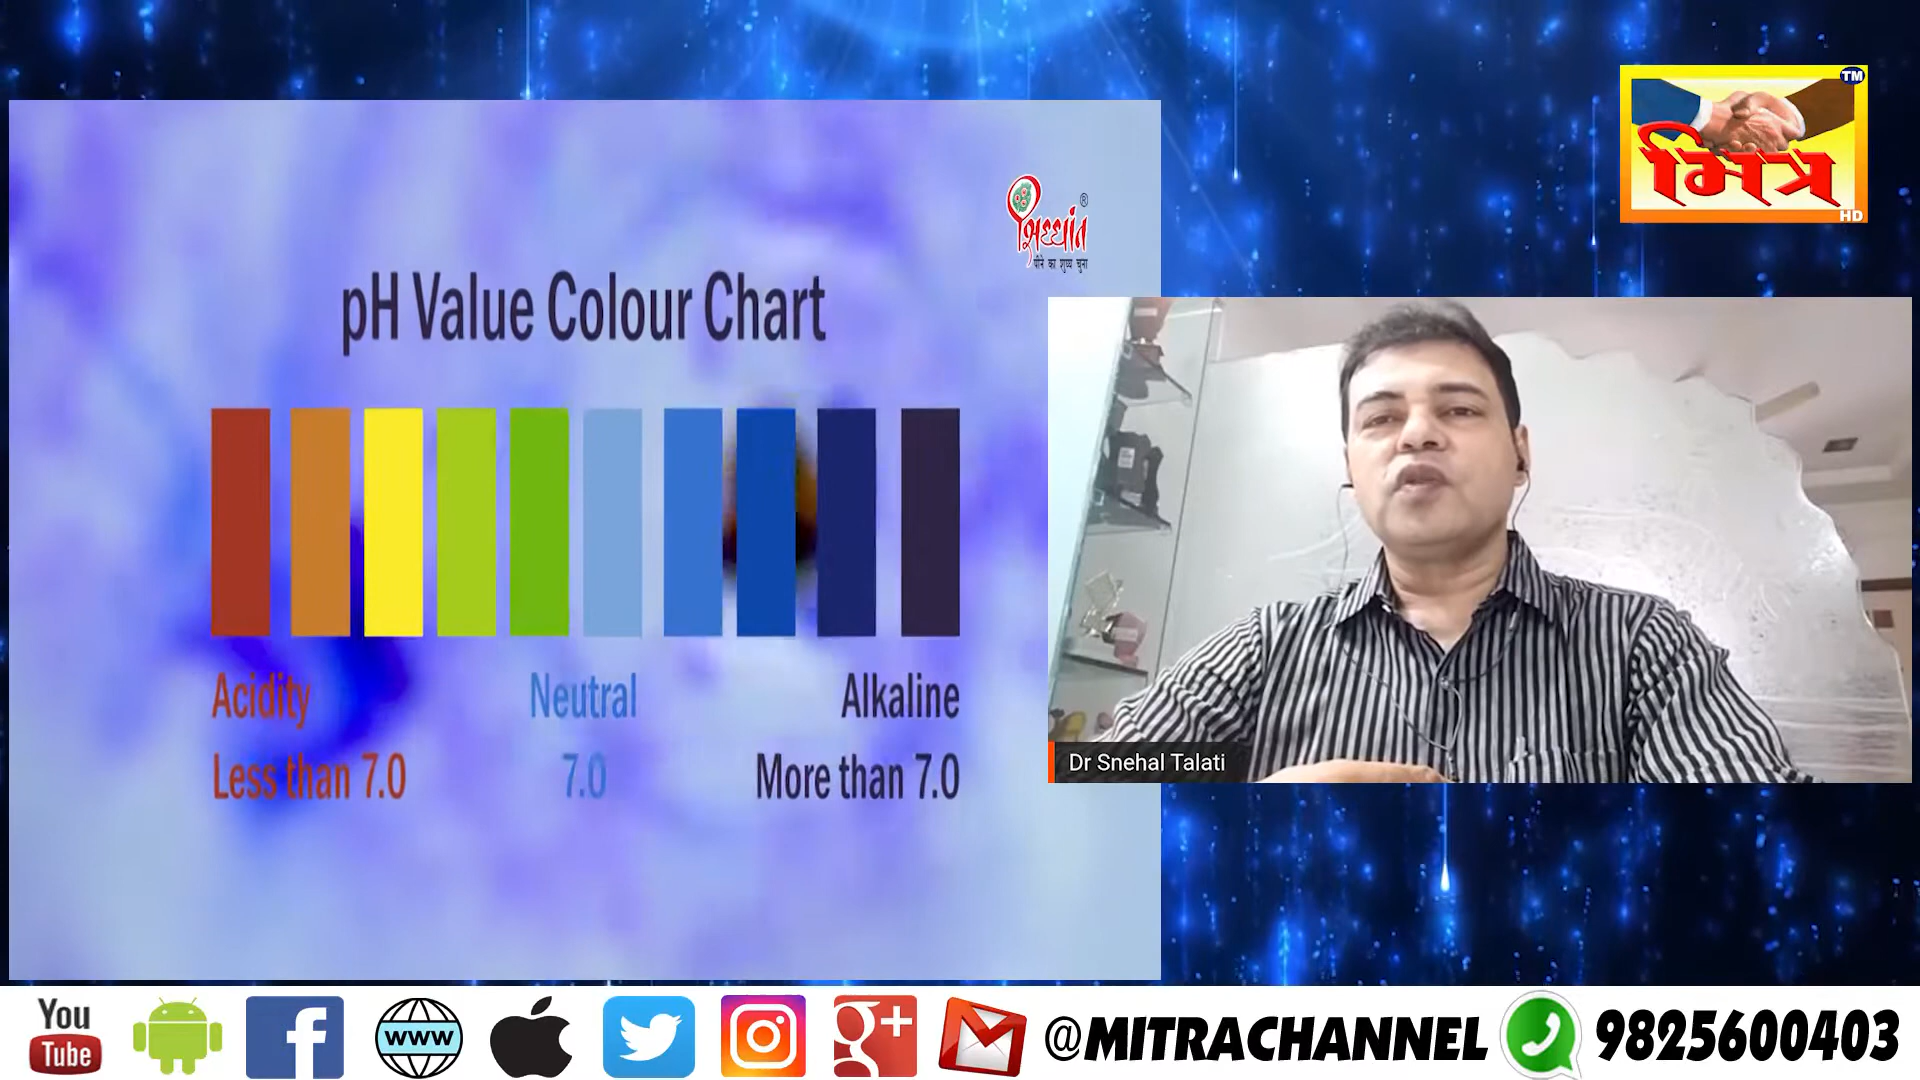 TM
मित्र
HD
®
सिध्धांत
पीने का शुध्ध चुना
pH Value Colour Chart
Acidity
Neutral
Alkaline
Less than 7.0
7.0
More than 7.0
Dr Snehal Talati
You
Tube
www
@MITRACHANNEL
9825600403